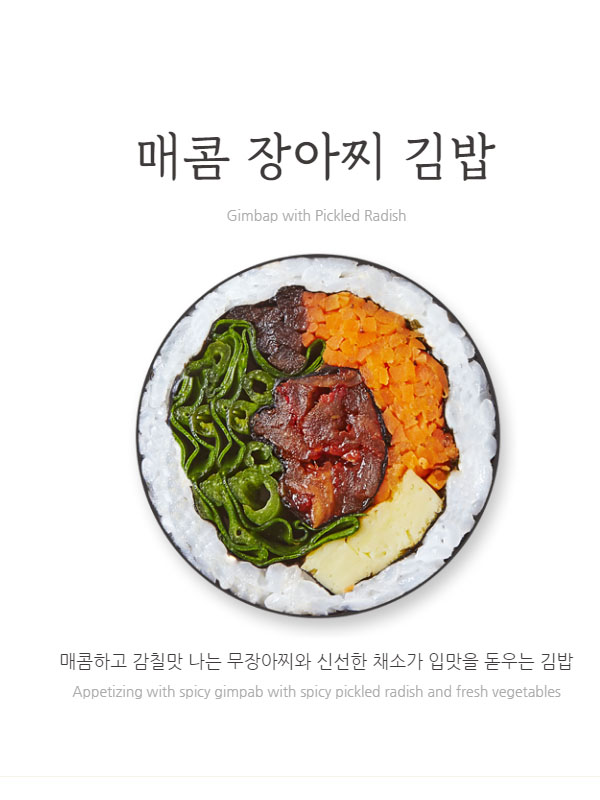 매콤 장아찌 김밥
Gimbap with Pickled Radish
매콤하고 감칠맛 나는 무장아찌와 신선한 채소가 입맛을 돋우는 김밥
Appetizing with spicy gimpab with spicy pickled radish and fresh vegetables